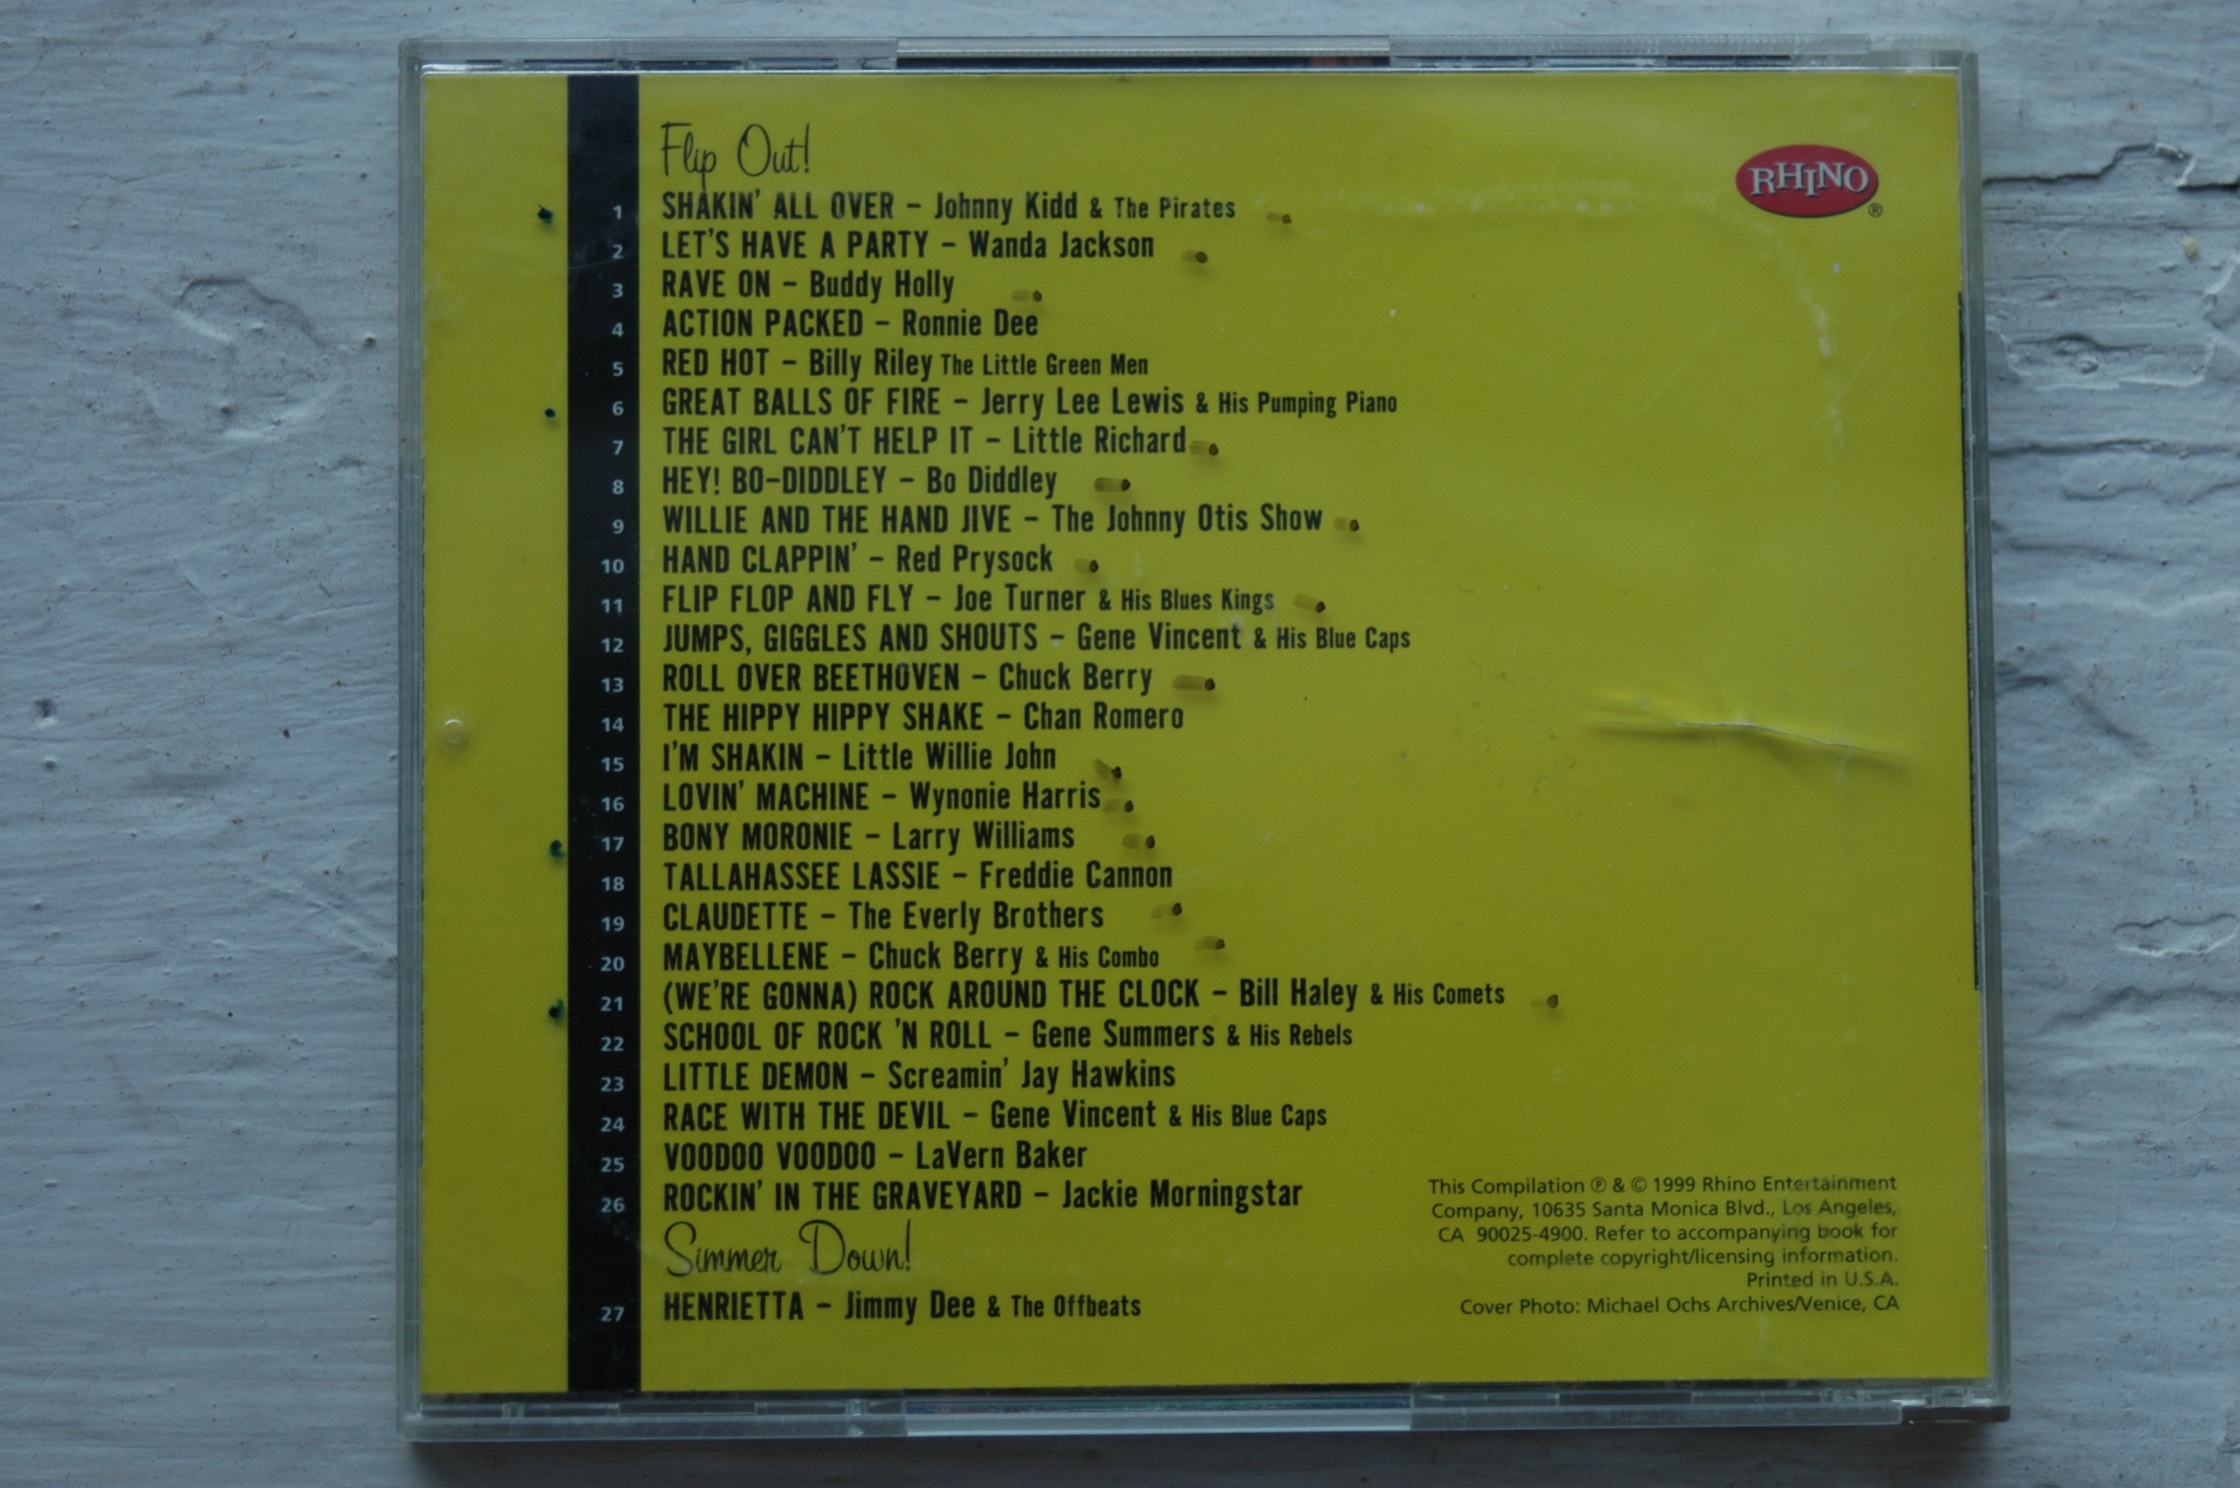 Flip Out!
RHINO®
1 SHAKIN' ALL OVER – Johnny Kidd & The Pirates
2 LET'S HAVE A PARTY – Wanda Jackson
3 RAVE ON – Buddy Holly
4 ACTION PACKED – Ronnie Dee
5 RED HOT – Billy Riley The Little Green Men
6 GREAT BALLS OF FIRE – Jerry Lee Lewis & His Pumping Piano
7 THE GIRL CAN'T HELP IT – Little Richard
8 HEY! BO-DIDDLEY – Bo Diddley
9 WILLIE AND THE HAND JIVE – The Johnny Otis Show
10 HAND CLAPPIN' – Red Prysock
11 FLIP FLOP AND FLY – Joe Turner & His Blues Kings
12 JUMPS, GIGGLES AND SHOUTS – Gene Vincent & His Blue Caps
13 ROLL OVER BEETHOVEN – Chuck Berry
14 THE HIPPY HIPPY SHAKE – Chan Romero
15 I'M SHAKIN – Little Willie John
16 LOVIN' MACHINE – Wynonie Harris
17 BONY MORONIE – Larry Williams
18 TALLAHASSEE LASSIE – Freddie Cannon
19 CLAUDETTE – The Everly Brothers
20 MAYBELLENE – Chuck Berry & His Combo
21 (WE'RE GONNA) ROCK AROUND THE CLOCK – Bill Haley & His Comets
22 SCHOOL OF ROCK 'N ROLL – Gene Summers & His Rebels
23 LITTLE DEMON – Screamin' Jay Hawkins
24 RACE WITH THE DEVIL – Gene Vincent & His Blue Caps
25 VOODOO VOODOO – LaVern Baker
26 ROCKIN' IN THE GRAVEYARD – Jackie Morningstar
Simmer Down!
27 HENRIETTA – Jimmy Dee & The Offbeats
This Compilation ℗ & © 1999 Rhino Entertainment
Company, 10635 Santa Monica Blvd., Los Angeles,
CA 90025-4900. Refer to accompanying book for
complete copyright/licensing information.
Printed in U.S.A.
Cover Photo: Michael Ochs Archives/Venice, CA